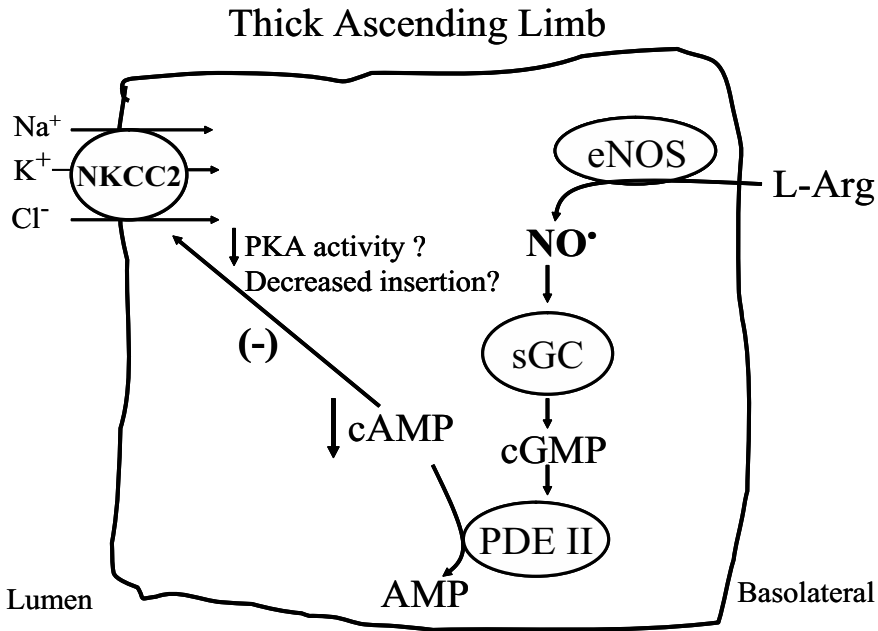 Thick Ascending Limb
Na⁺
K⁺
NKCC2
Cl⁻
eNOS
L-Arg
NO•
PKA activity ?
Decreased insertion?
(-)
sGC
cAMP
cGMP
PDE II
AMP
Lumen
Basolateral